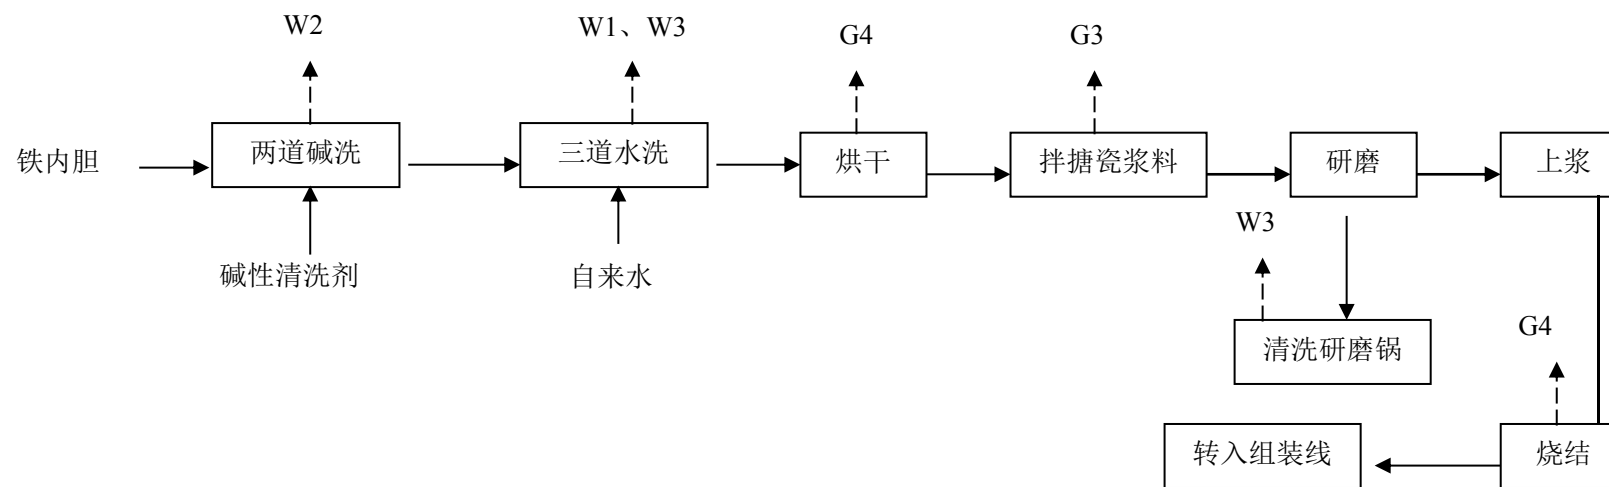 W2
W1、W3
G4
G3
铁内胆
两道碱洗
三道水洗
烘干
拌搪瓷浆料
研磨
上浆
碱性清洗剂
自来水
W3
清洗研磨锅
G4
转入组装线
烧结